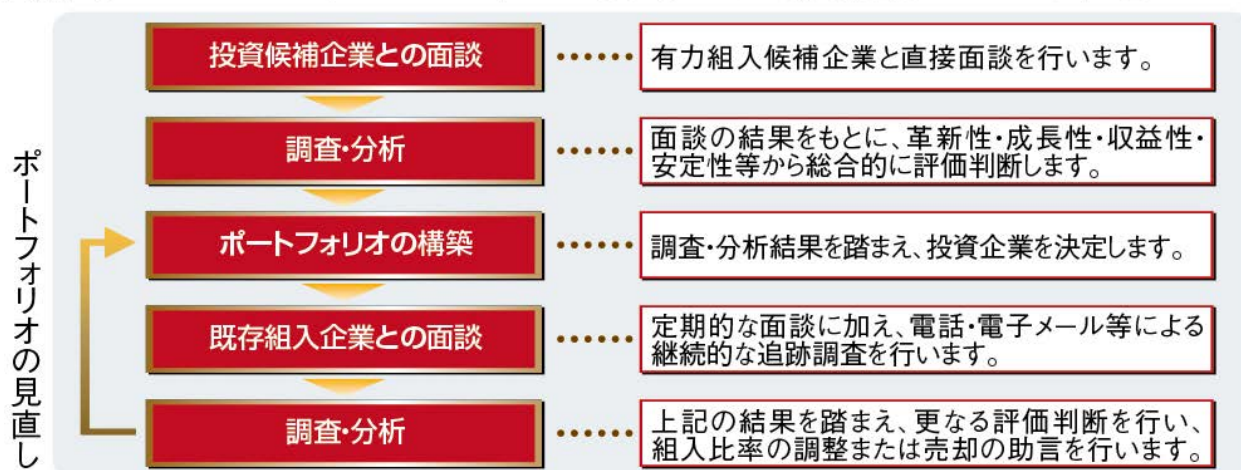 投資候補企業との面談
有力組入候補企業と直接面談を行います。
調査・分析
面談の結果をもとに、革新性・成長性・収益性・
安定性等から総合的に評価判断します。
ポートフォリオの構築
調査・分析結果を踏まえ、投資企業を決定します。
既存組入企業との面談
定期的な面談に加え、電話・電子メール等による
継続的な追跡調査を行います。
調査・分析
上記の結果を踏まえ、更なる評価判断を行い、
組入比率の調整または売却の助言を行います。
ポートフォリオの見直し